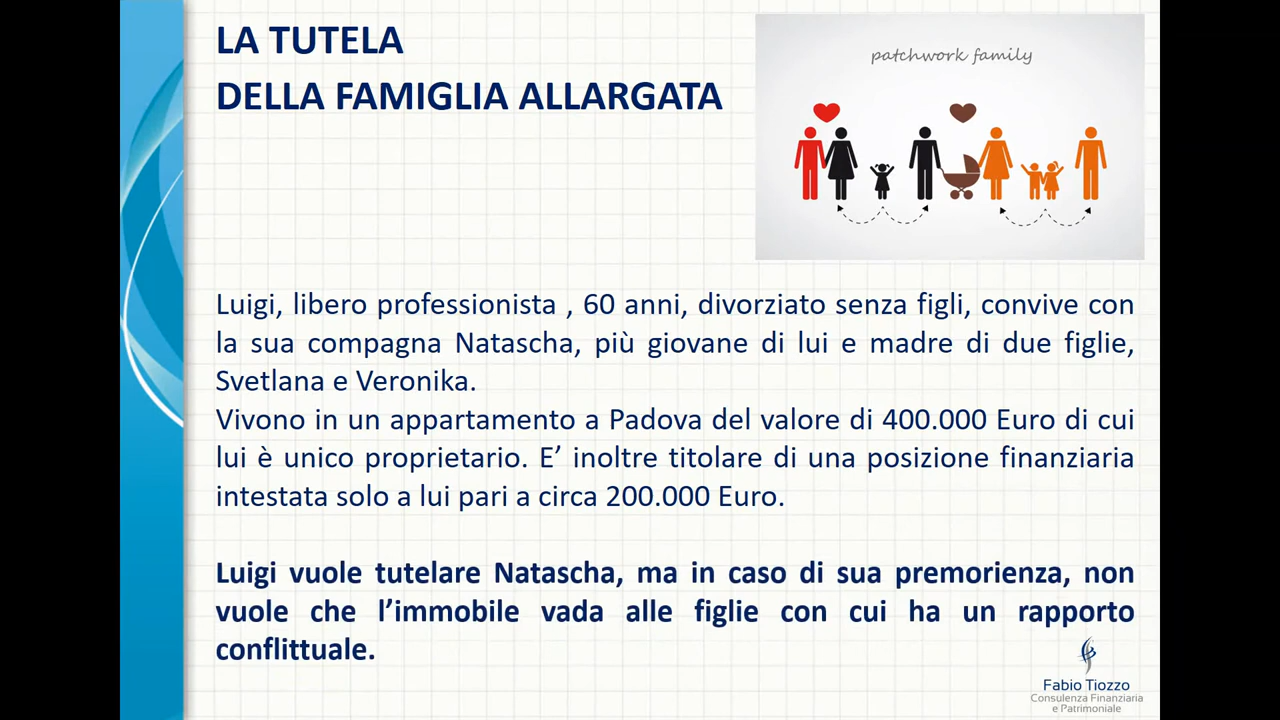 LA TUTELA
DELLA FAMIGLIA ALLARGATA
patchwork family
Luigi, libero professionista , 60 anni, divorziato senza figli, convive con
la sua compagna Natascha, più giovane di lui e madre di due figlie,
Svetlana e Veronika.
Vivono in un appartamento a Padova del valore di 400.000 Euro di cui
lui è unico proprietario. E’ inoltre titolare di una posizione finanziaria
intestata solo a lui pari a circa 200.000 Euro.
Luigi vuole tutelare Natascha, ma in caso di sua premorienza, non
vuole che l’immobile vada alle figlie con cui ha un rapporto
conflittuale.
Fabio Tiozzo
Consulenza Finanziaria
e Patrimoniale